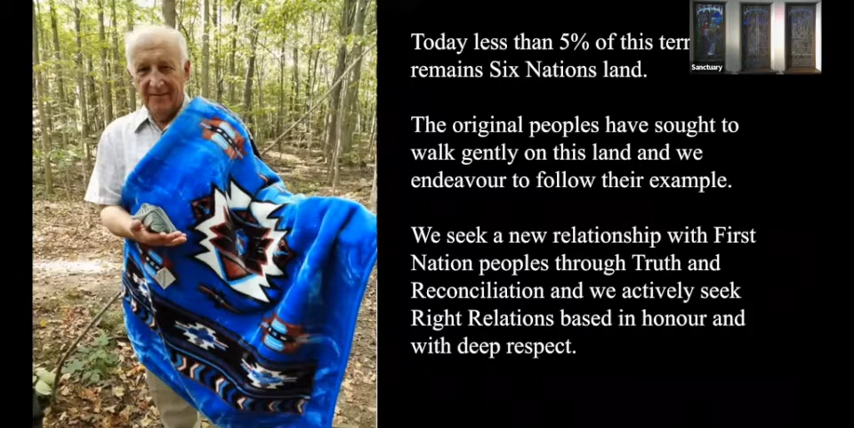 Today less than 5% of this
remains Six Nations land.
The original peoples have sought to
walk gently on this land and we
endeavour to follow their example.
We seek a new relationship with First
Nation peoples through Truth and
Reconciliation and we actively seek
Right Relations based in honour and
with deep respect.
Sanctuary